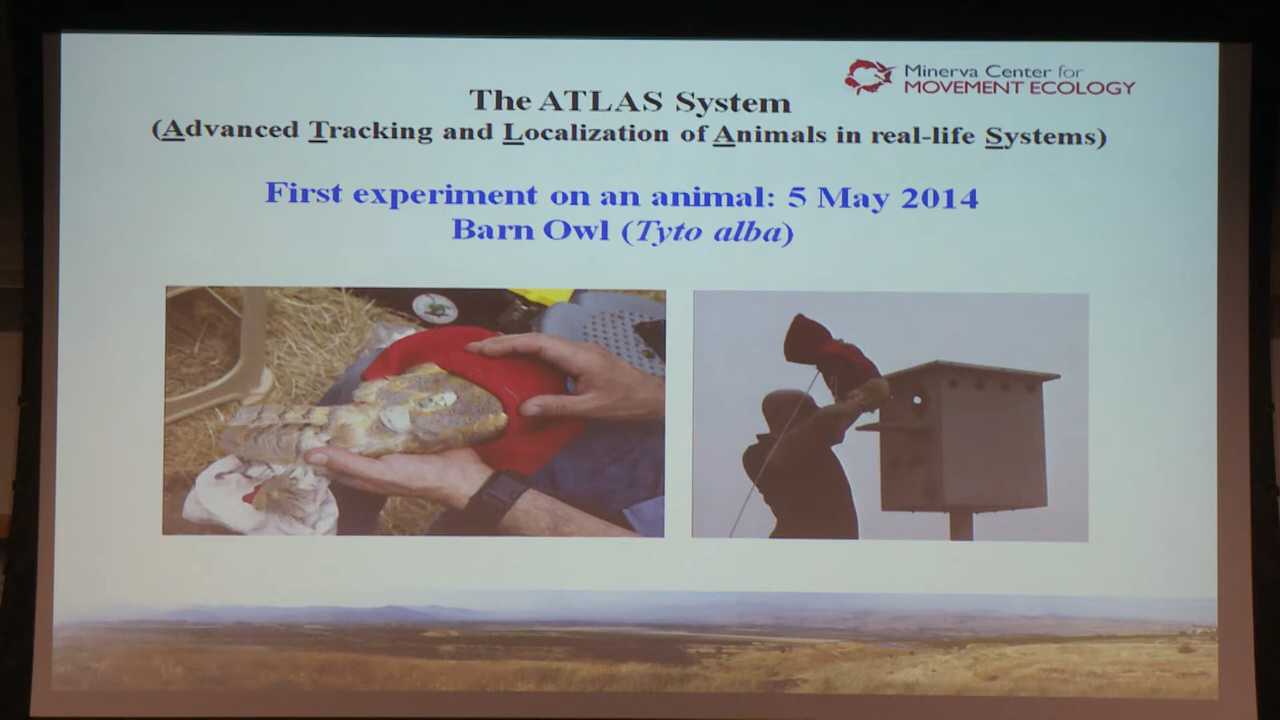 Minerva Center for
MOVEMENT ECOLOGY
The ATLAS System
(Advanced Tracking and Localization of Animals in real-life Systems)
First experiment on an animal: 5 May 2014
Barn Owl (Tyto alba)